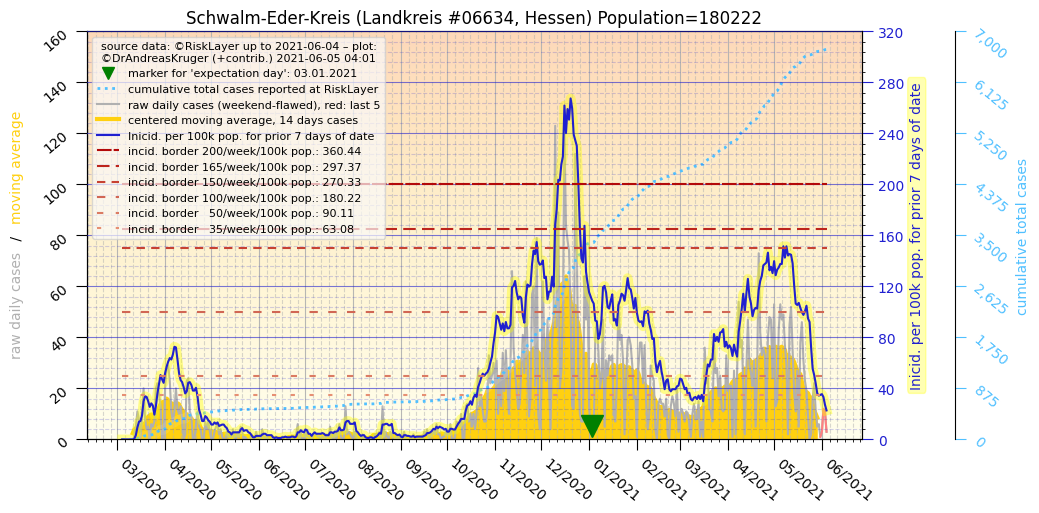 Schwalm-Eder-Kreis (Landkreis #06634, Hessen) Population=180222
source data: ©RiskLayer up to 2021-06-04 – plot:
©DrAndreasKruger (+contrib.) 2021-06-05 04:01
marker for 'expectation day': 03.01.2021
cumulative total cases reported at RiskLayer
raw daily cases (weekend-flawed), red: last 5
centered moving average, 14 days cases
Inicid. per 100k pop. for prior 7 days of date
incid. border 200/week/100k pop.: 360.44
incid. border 165/week/100k pop.: 297.37
incid. border 150/week/100k pop.: 270.33
incid. border 100/week/100k pop.: 180.22
incid. border   50/week/100k pop.: 90.11
incid. border   35/week/100k pop.: 63.08
raw daily cases / moving average
160
140
120
100
80
60
40
20
0
03/2020
04/2020
05/2020
06/2020
07/2020
08/2020
09/2020
10/2020
11/2020
12/2020
01/2021
02/2021
03/2021
04/2021
05/2021
06/2021
320
280
240
200
160
120
80
40
0
Inicid. per 100k pop. for prior 7 days of date
7,000
6,125
5,250
4,375
3,500
2,625
1,750
875
0
cumulative total cases